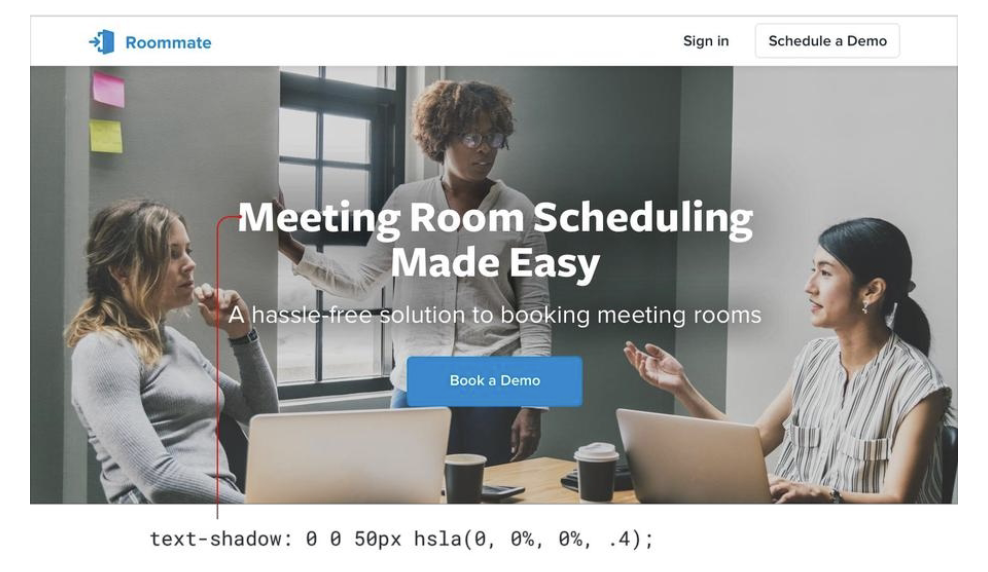 Roommate
Sign in
Schedule a Demo
Meeting Room Scheduling
Made Easy
A hassle-free solution to booking meeting rooms
Book a Demo
text-shadow: 0 0 50px hsla(0, 0%, 0%, .4);